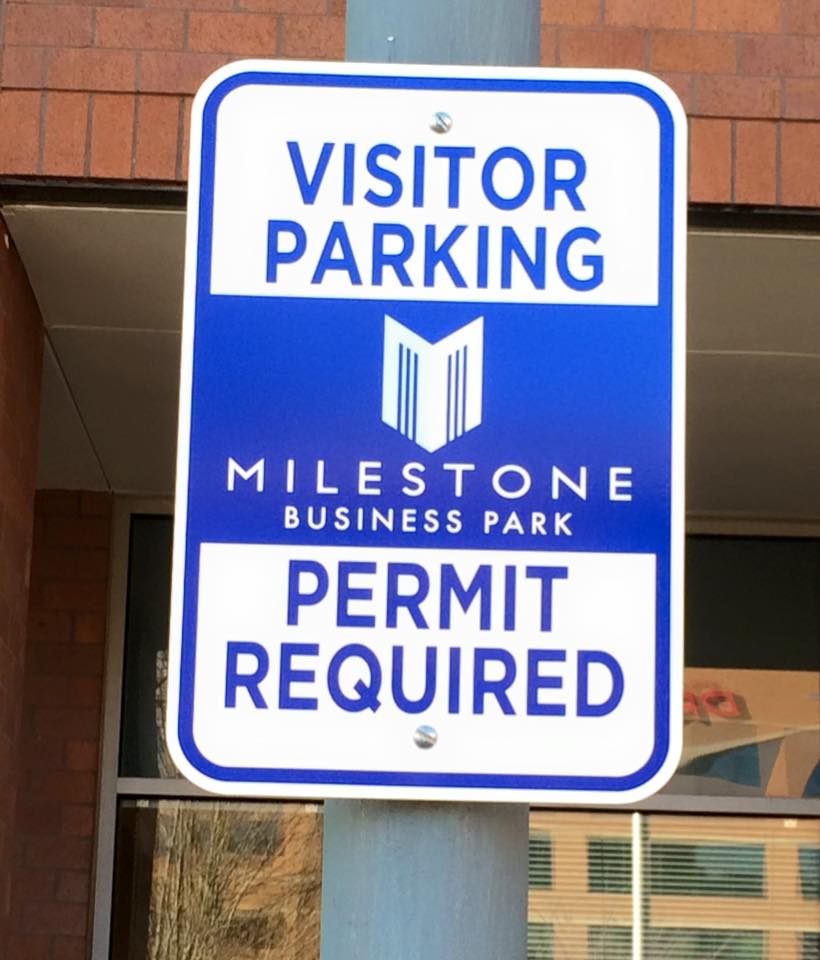 VISITOR
PARKING
MILESTONE
BUSINESS PARK
PERMIT
REQUIRED